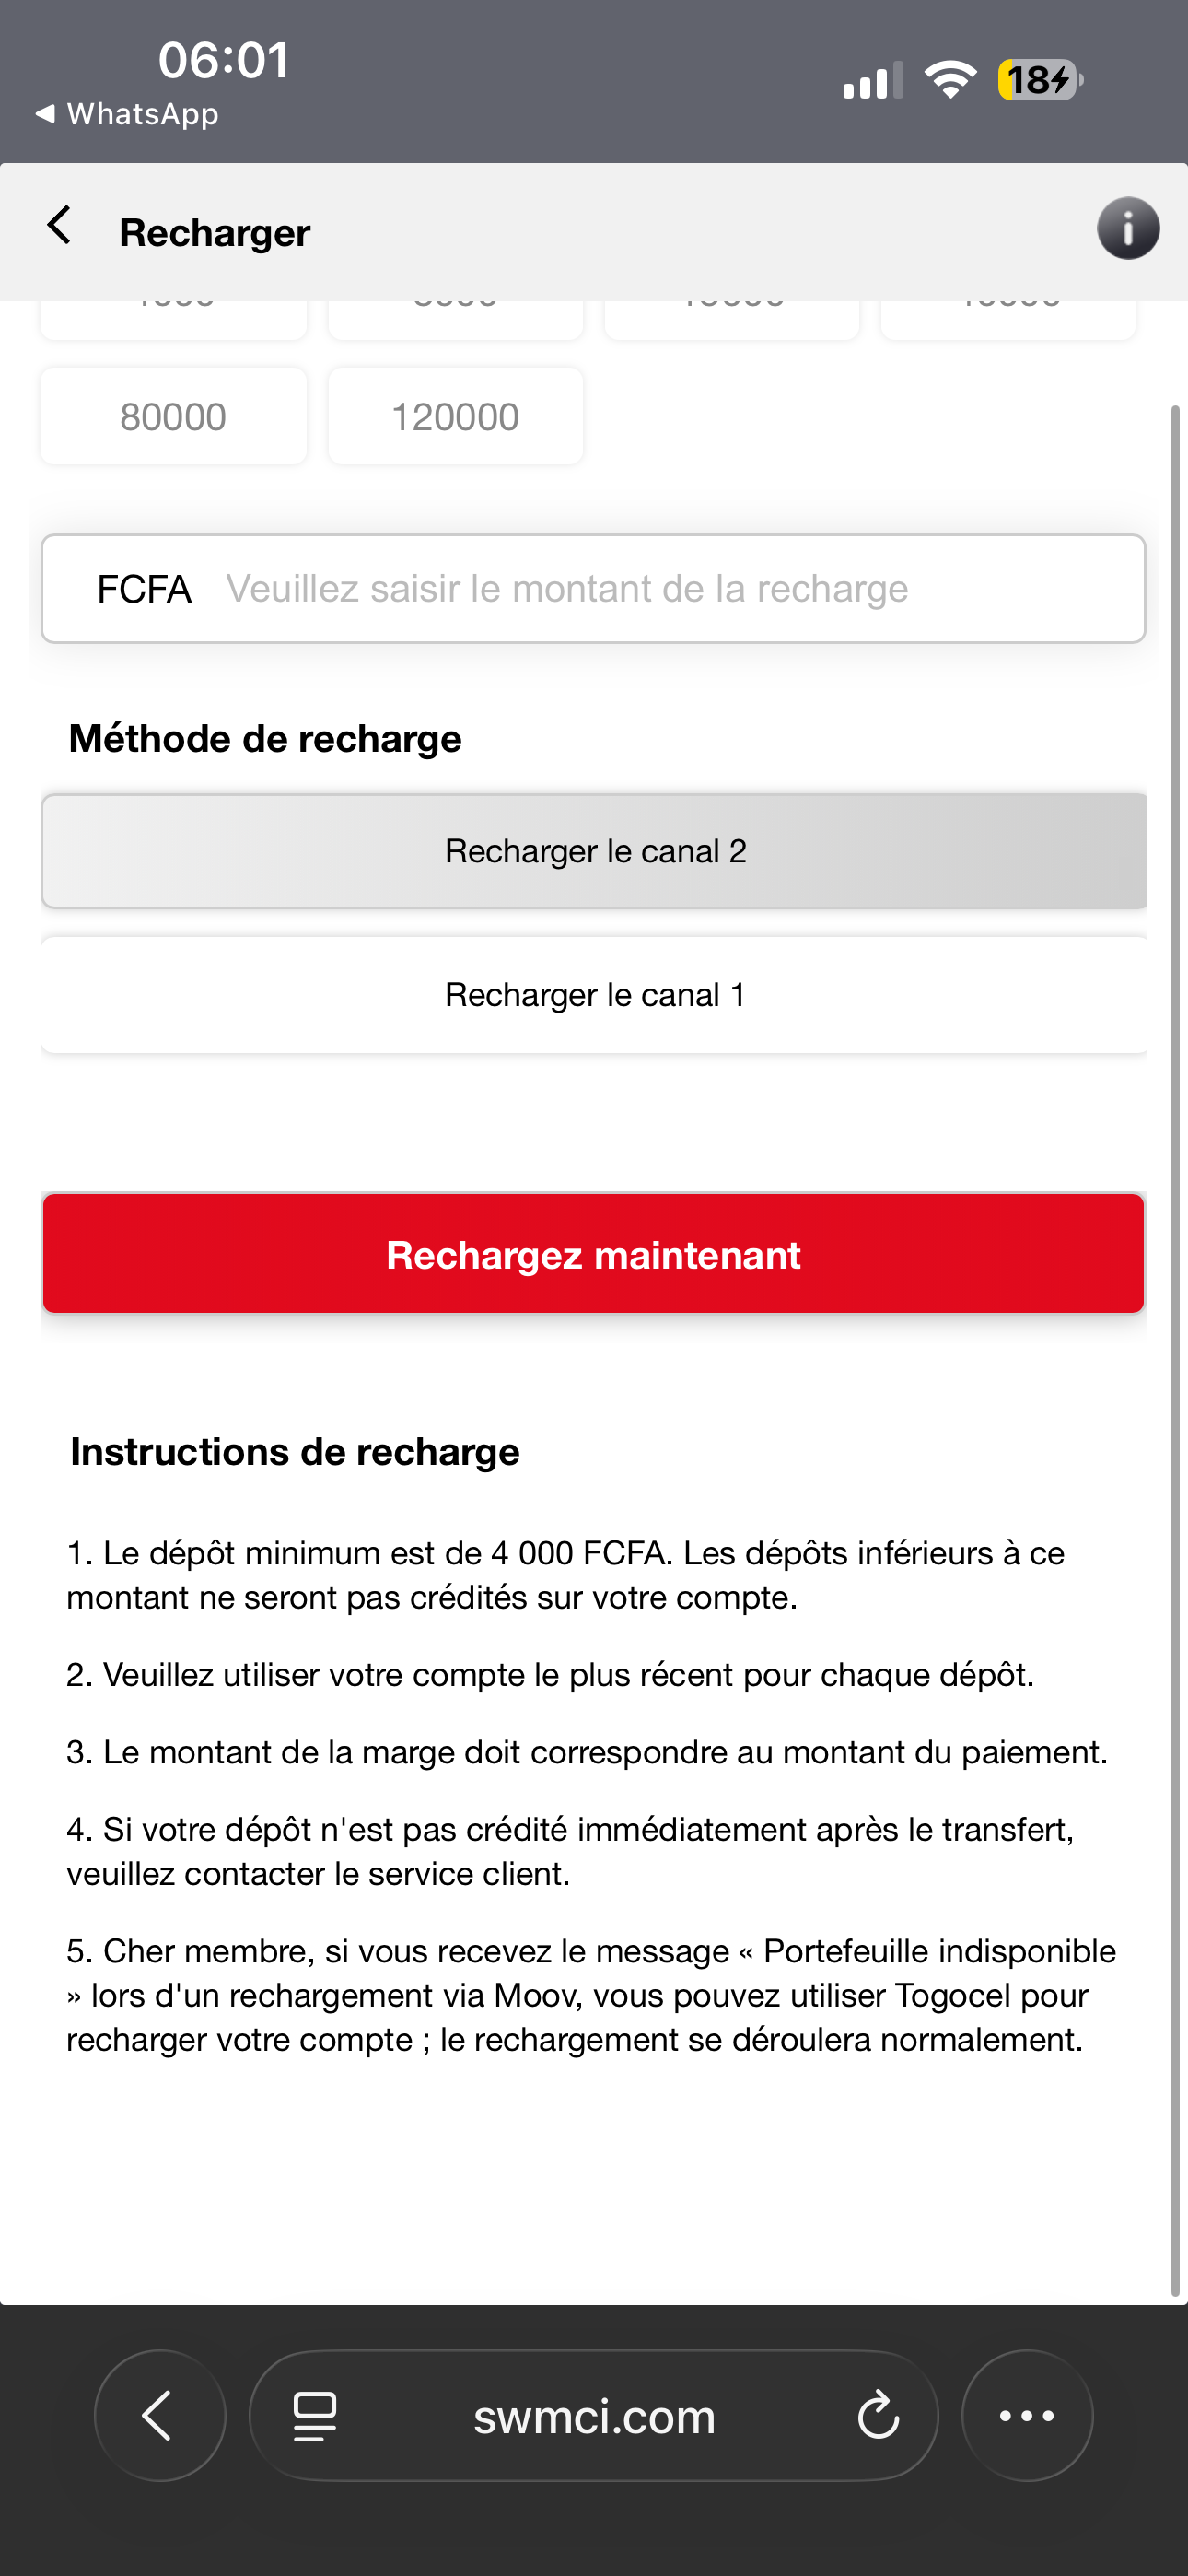 06:01
WhatsApp
18
Recharger
80000
120000
FCFA Veuillez saisir le montant de la recharge
Méthode de recharge
Recharger le canal 2
Recharger le canal 1
Rechargez maintenant
Instructions de recharge
1. Le dépôt minimum est de 4 000 FCFA. Les dépôts inférieurs à ce
montant ne seront pas crédités sur votre compte.
2. Veuillez utiliser votre compte le plus récent pour chaque dépôt.
3. Le montant de la marge doit correspondre au montant du paiement.
4. Si votre dépôt n'est pas crédité immédiatement après le transfert,
veuillez contacter le service client.
5. Cher membre, si vous recevez le message « Portefeuille indisponible
» lors d'un rechargement via Moov, vous pouvez utiliser Togocel pour
recharger votre compte ; le rechargement se déroulera normalement.
swmci.com